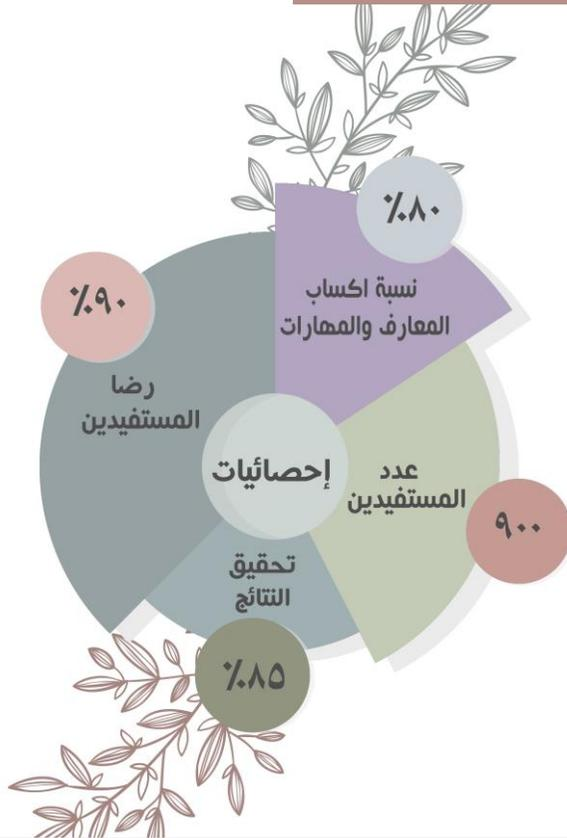 ٪٨٠
نسبة اكساب
المعارف والمهارات
٪٩٠
رضا
المستفيدين
إحصائيات
عدد
المستفيدين
٩٠٠
تحقيق
النتائج
٪٨٥